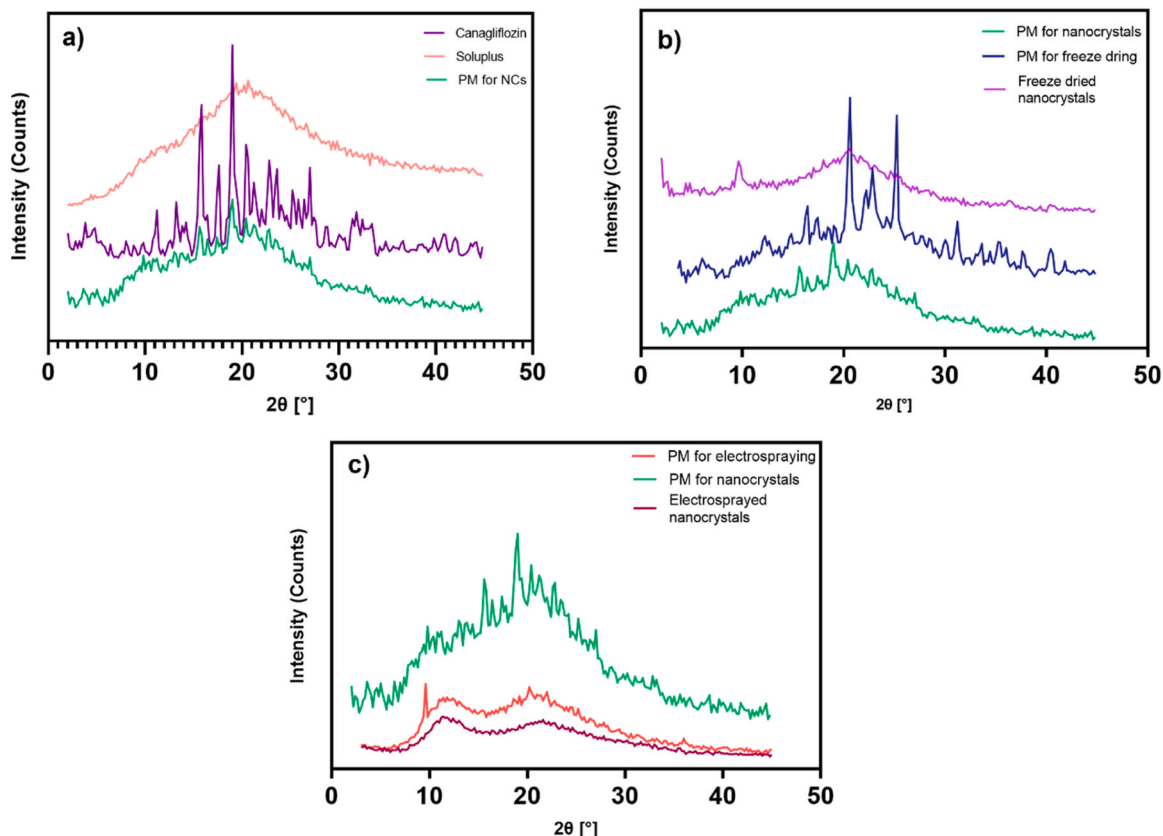 a)
Canagliflozin
Soluplus
PM for NCs
Intensity (Counts)
0 10 20 30 40 50
2θ [°]
b)
PM for nanocrystals
PM for freeze dring
Freeze dried
nanocrystals
Intensity (Counts)
0 10 20 30 40 50
2θ [°]
c)
PM for electrospraying
PM for nanocrystals
Electrosprayed
nanocrystals
Intensity (Counts)
0 10 20 30 40 50
2θ [°]